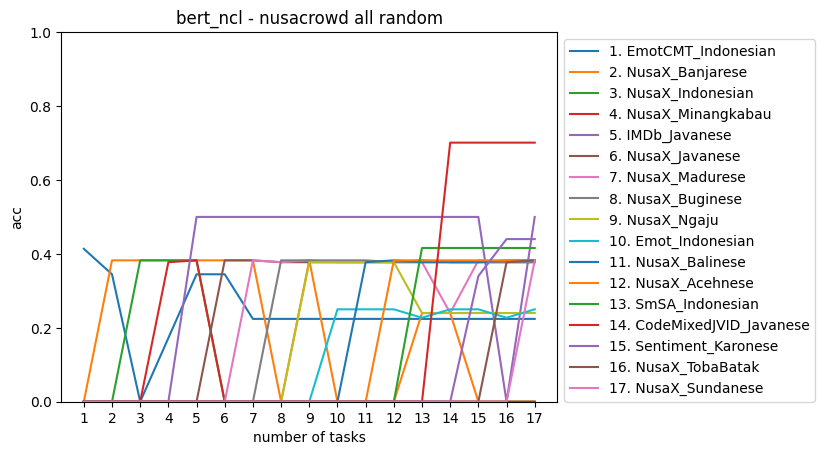 bert_ncl - nusacrowd all random
acc
1.0
0.8
0.6
0.4
0.2
0.0
1 2 3 4 5 6 7 8 9 10 11 12 13 14 15 16 17
number of tasks
1. EmotCMT_Indonesian
2. NusaX_Banjarese
3. NusaX_Indonesian
4. NusaX_Minangkabau
5. IMDb_Javanese
6. NusaX_Javanese
7. NusaX_Madurese
8. NusaX_Buginese
9. NusaX_Ngaju
10. Emot_Indonesian
11. NusaX_Balinese
12. NusaX_Acehnese
13. SmSA_Indonesian
14. CodeMixedJVID_Javanese
15. Sentiment_Karonese
16. NusaX_TobaBatak
17. NusaX_Sundanese